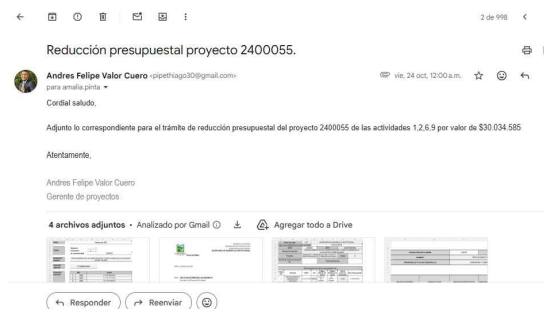 2 de 998
Reducción presupuestal proyecto 2400055.
Andres Felipe Valor Cuero <pipethiago30@gmail.com>
vie, 24 oct, 12:00 a.m.
para amalia.pinta
Cordial saludo,
Adjunto lo correspondiente para el trámite de reducción presupuestal del proyecto 2400055 de las actividades 1,2,6,9 por valor de $30.034.585
Atentamente,
Andres Felipe Valor Cuero
Gerente de proyectos
4 archivos adjuntos • Analizado por Gmail
Agregar todo a Drive
Responder
Reenviar